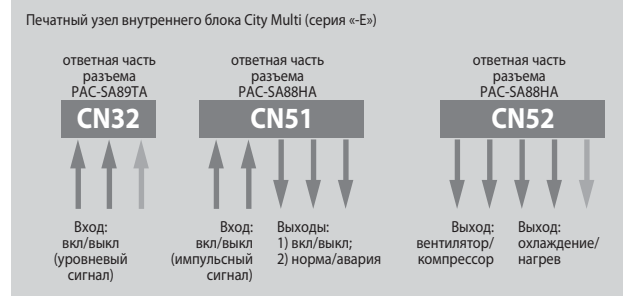 Печатный узел внутреннего блока City Multi (серия «-E»)
ответная часть
разъема
PAC-SA89TA
CN32
Вход:
вкл/выкл
(уровневый
сигнал)
ответная часть
разъема
PAC-SA88HA
CN51
Вход:
вкл/выкл
(импульсный
сигнал)
Выходы:
1) вкл/выкл;
2) норма/авария
ответная часть
разъема
PAC-SA88HA
CN52
Выход:
вентилятор/
компрессор
Выход:
охлаждение/
нагрев